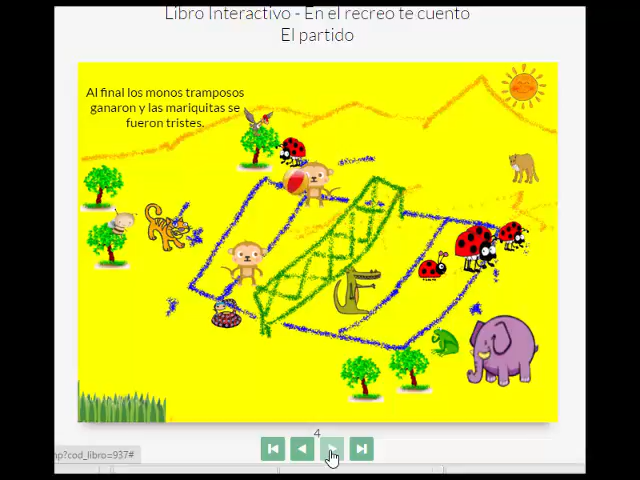 Libro Interactivo - En el recreo te cuento
El partido
Al final los monos tramposos
ganaron y las mariquitas se
fueron tristes.
4
np?cod_libro=937#